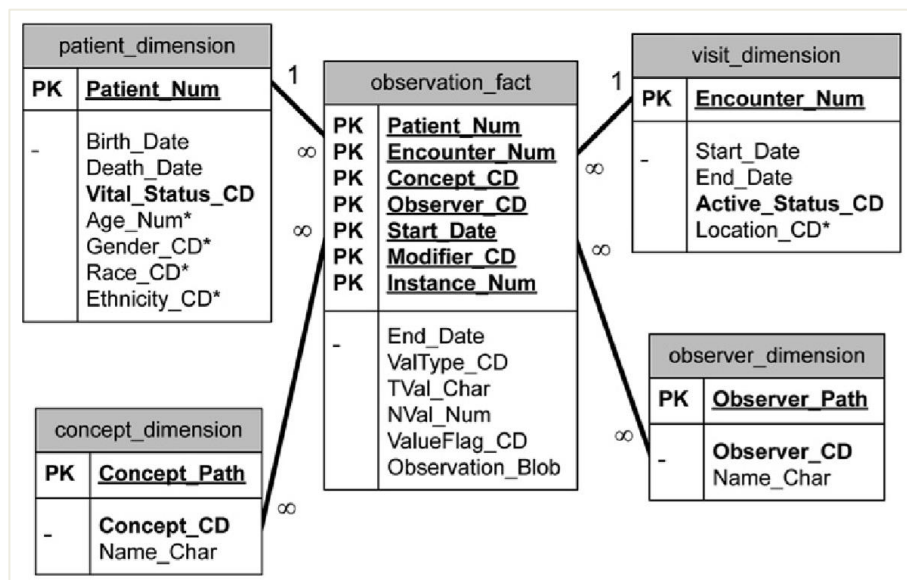 patient_dimension
PK Patient_Num
- Birth_Date
Death_Date
Vital_Status_CD
Age_Num*
Gender_CD*
Race_CD*
Ethnicity_CD*
1
∞
observation_fact
PK Patient_Num
PK Encounter_Num
PK Concept_CD
PK Observer_CD
PK Start_Date
PK Modifier_CD
PK Instance_Num
- End_Date
ValType_CD
TVal_Char
NVal_Num
ValueFlag_CD
Observation_Blob
1
∞
visit_dimension
PK Encounter_Num
- Start_Date
End_Date
Active_Status_CD
Location_CD*
∞
∞
concept_dimension
PK Concept_Path
- Concept_CD
Name_Char
∞
∞
observer_dimension
PK Observer_Path
- Observer_CD
Name_Char